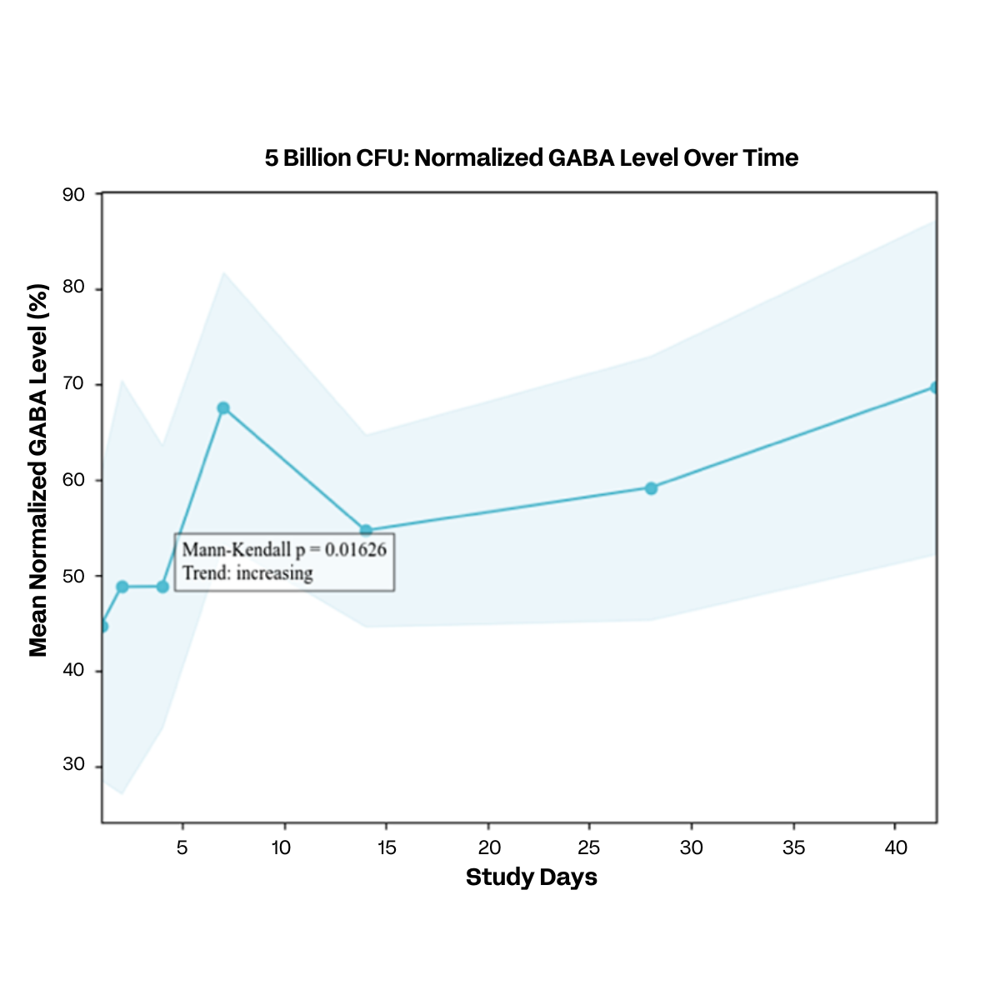 5 Billion CFU: Normalized GABA Level Over Time
Mean Normalized GABA Level (%)
90
80
70
60
50
40
30
Mann-Kendall p = 0.01626
Trend: increasing
5 10 15 20 25 30 35 40
Study Days